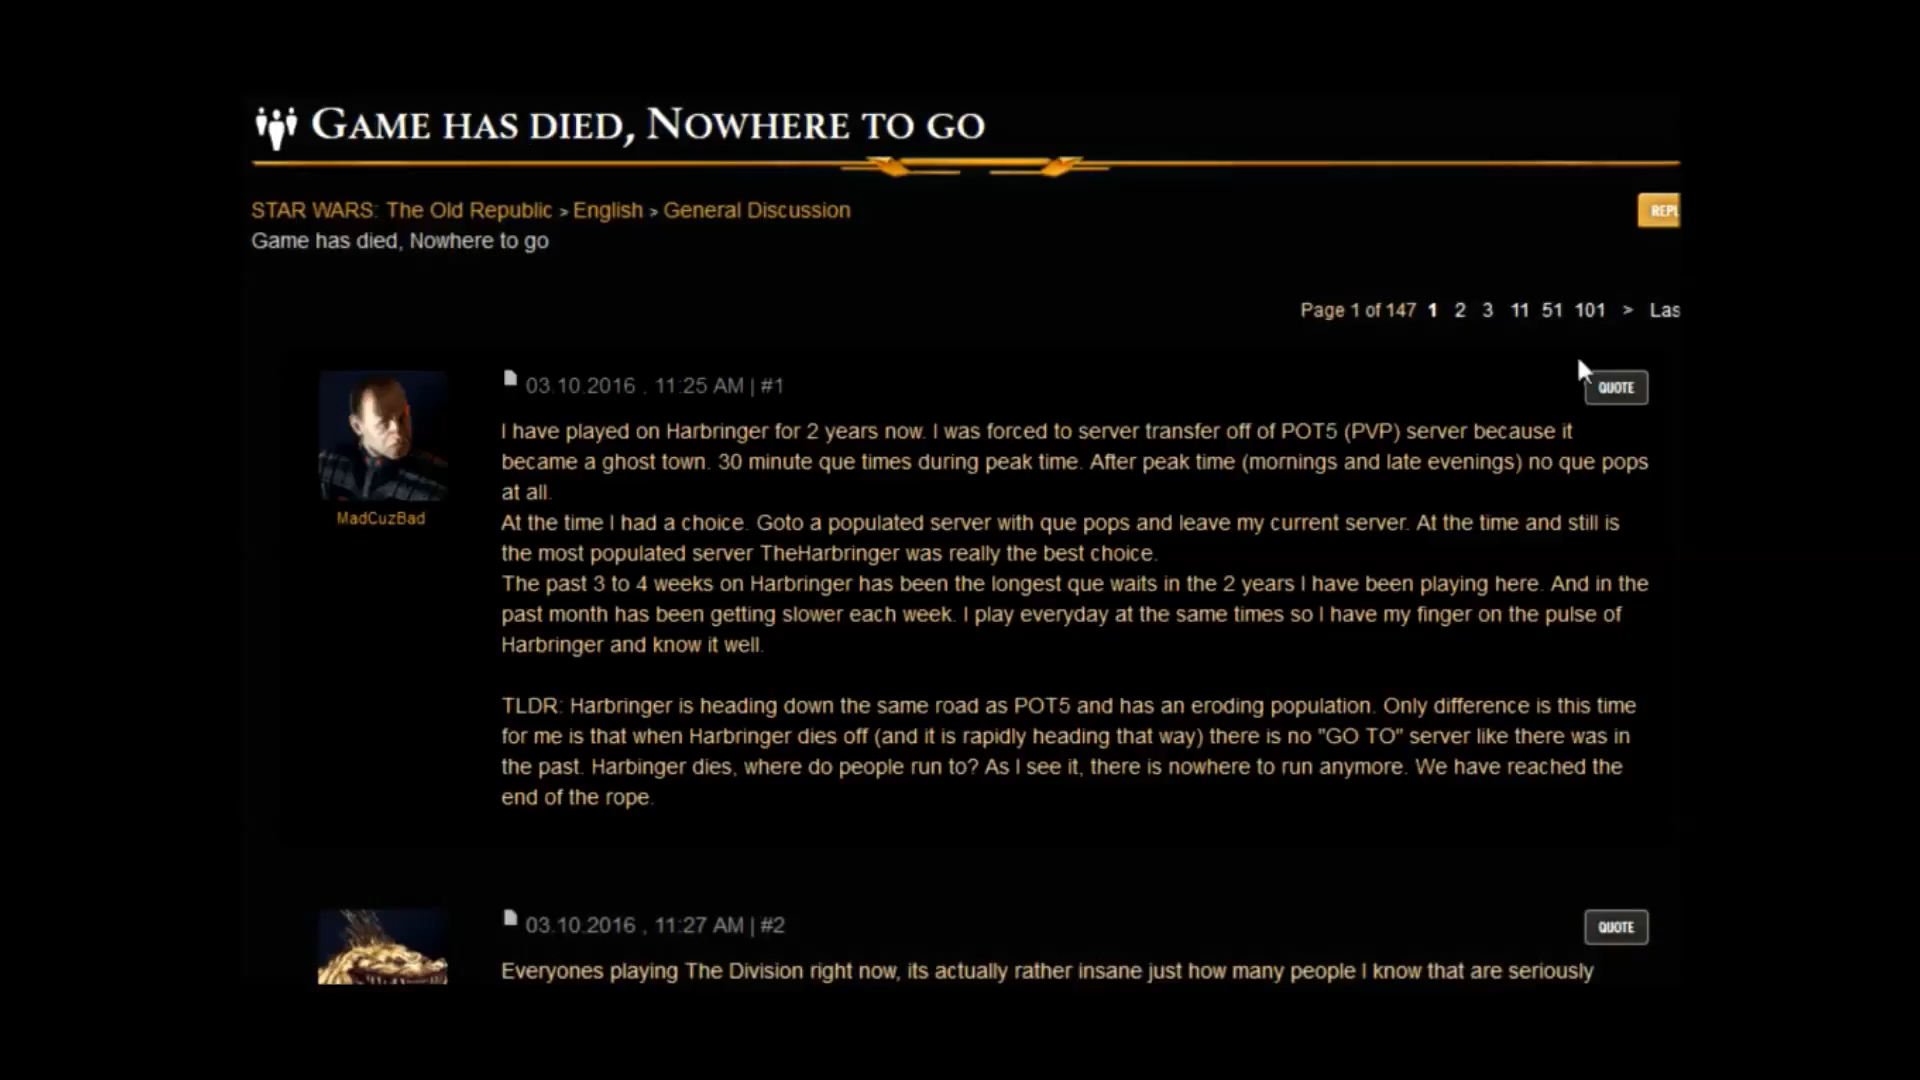 GAME HAS DIED, NOWHERE TO GO
STAR WARS: The Old Republic > English > General Discussion
REPL
Game has died, Nowhere to go
Page 1 of 147 1 2 3 11 51 101 > Las
03.10.2016 , 11:25 AM | #1
QUOTE
I have played on Harbringer for 2 years now. I was forced to server transfer off of POT5 (PVP) server because it
became a ghost town. 30 minute que times during peak time. After peak time (mornings and late evenings) no que pops
at all.
MadCuzBad
At the time I had a choice. Goto a populated server with que pops and leave my current server. At the time and still is
the most populated server TheHarbringer was really the best choice.
The past 3 to 4 weeks on Harbringer has been the longest que waits in the 2 years I have been playing here. And in the
past month has been getting slower each week. I play everyday at the same times so I have my finger on the pulse of
Harbringer and know it well.
TLDR: Harbringer is heading down the same road as POT5 and has an eroding population. Only difference is this time
for me is that when Harbringer dies off (and it is rapidly heading that way) there is no "GO TO" server like there was in
the past. Harbinger dies, where do people run to? As I see it, there is nowhere to run anymore. We have reached the
end of the rope.
03.10.2016 , 11:27 AM | #2
QUOTE
Everyones playing The Division right now, its actually rather insane just how many people I know that are seriously